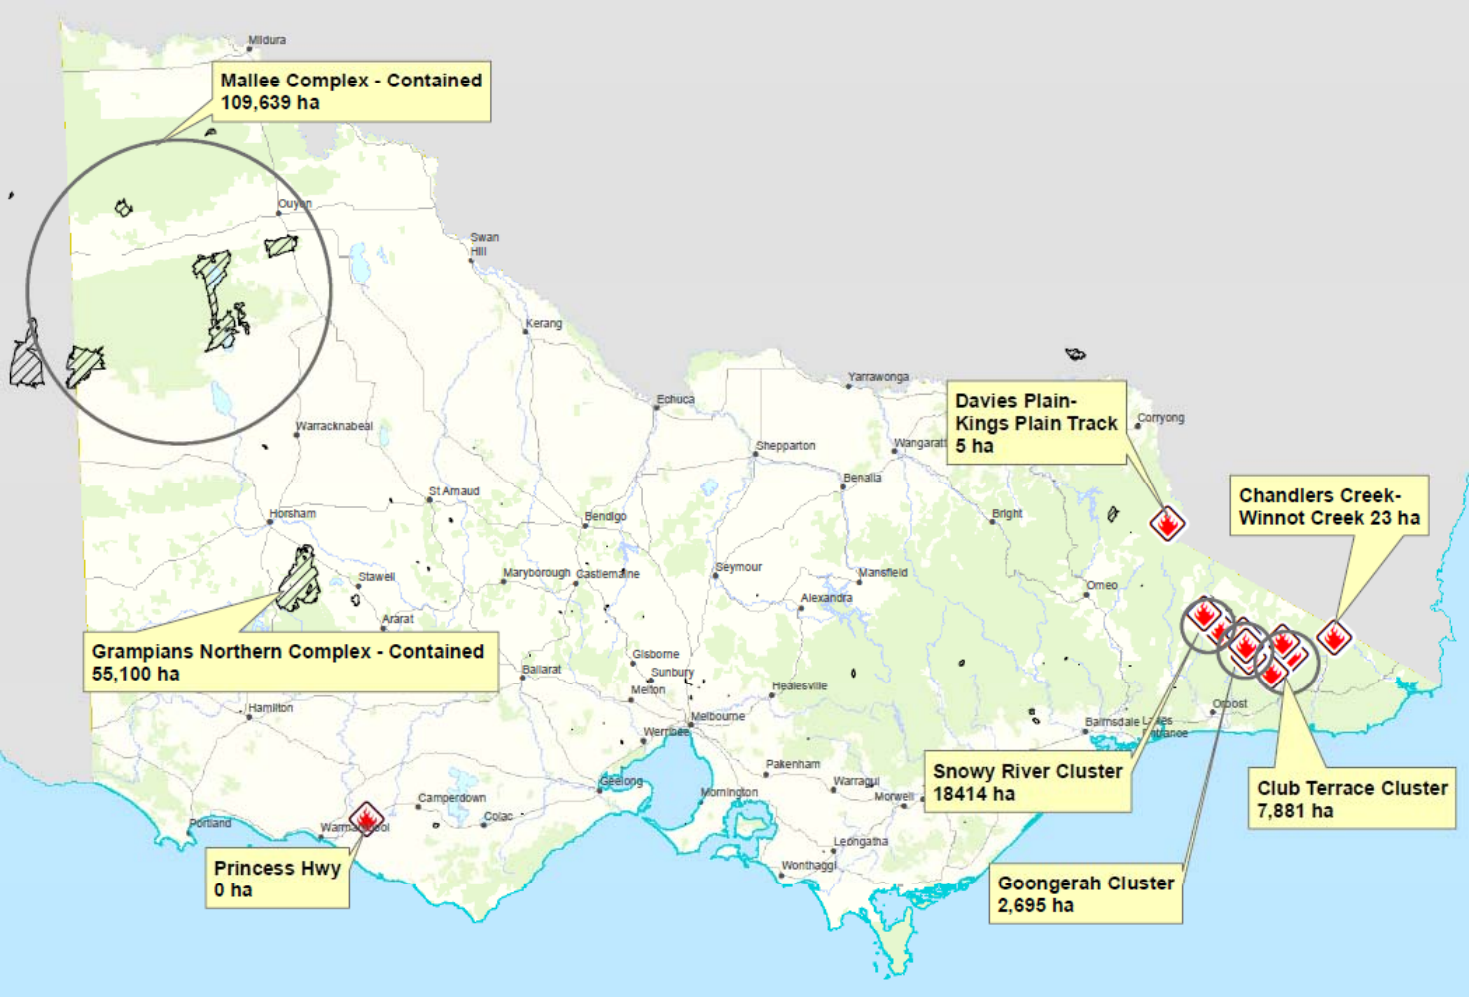 Mildura
Mallee Complex - Contained
109,639 ha
Ouyen
Swan
Hill
Kerang
Yarrawonga
Echuca
Davies Plain-
Kings Plain Track
5 ha
Corryong
Warracknabeal
Shepparton
Wangaratt
Benalla
St Arnaud
Chandlers Creek-
Winnot Creek 23 ha
Horsham
Bendigo
Bright
Stawell
Maryborough
Castlemaine
Seymour
Mansfield
Alexandra
Omeo
Ararat
Grampians Northern Complex - Contained
55,100 ha
Gisborne
Sunbury
Ballarat
Melton
Healesville
Hamilton
Melbourne
Werribee
Orbost
Bairnsdale
Lakes
Entrance
Pakenham
Warragul
Morwell
Snowy River Cluster
18414 ha
Club Terrace Cluster
7,881 ha
Geelong
Mornington
Camperdown
Colac
Portland
Warrnambool
Leongatha
Wonthaggi
Princess Hwy
0 ha
Goongerah Cluster
2,695 ha